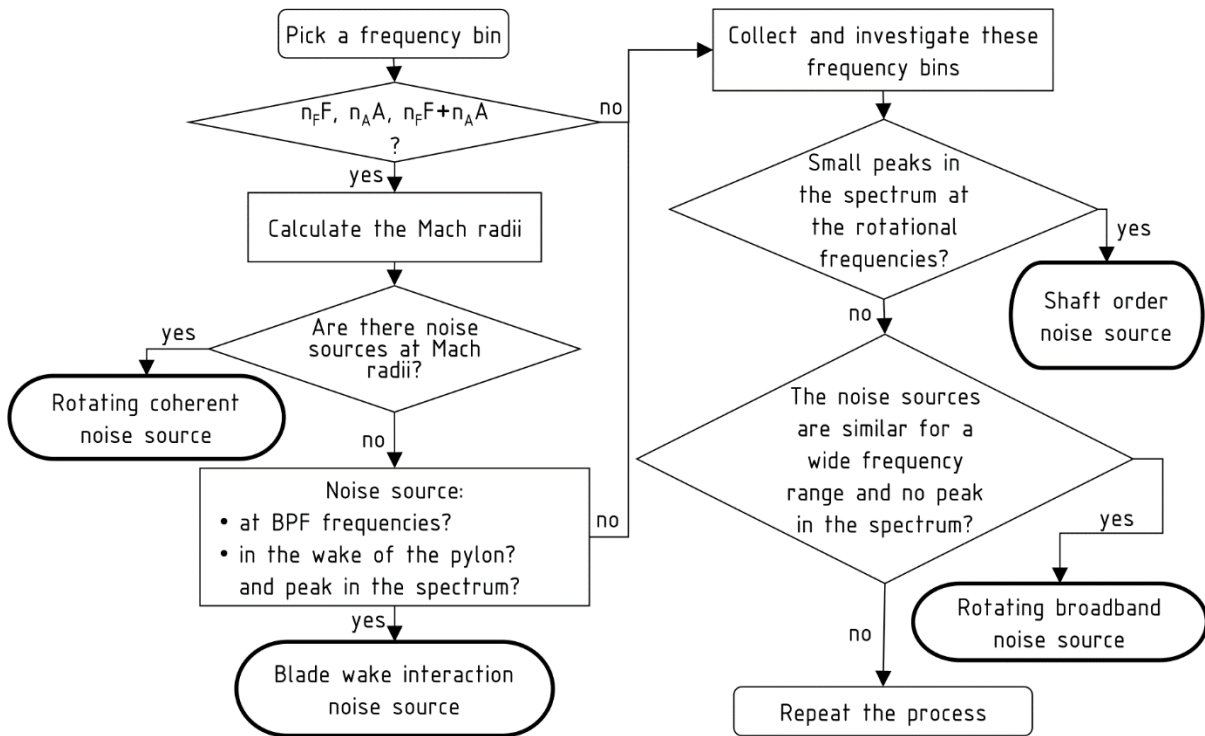 Pick a frequency bin
n_FF, n_AA, n_FF+n_AA
?
no
yes
Calculate the Mach radii
Are there noise
sources at Mach
radii?
yes
Rotating coherent
noise source
no
Noise source:
• at BPF frequencies?
• in the wake of the pylon?
and peak in the spectrum?
no
yes
Blade wake interaction
noise source
Collect and investigate these
frequency bins
Small peaks in
the spectrum at
the rotational
frequencies?
yes
Shaft order
noise source
no
The noise sources
are similar for a
wide frequency
range and no peak
in the spectrum?
yes
Rotating broadband
noise source
no
Repeat the process